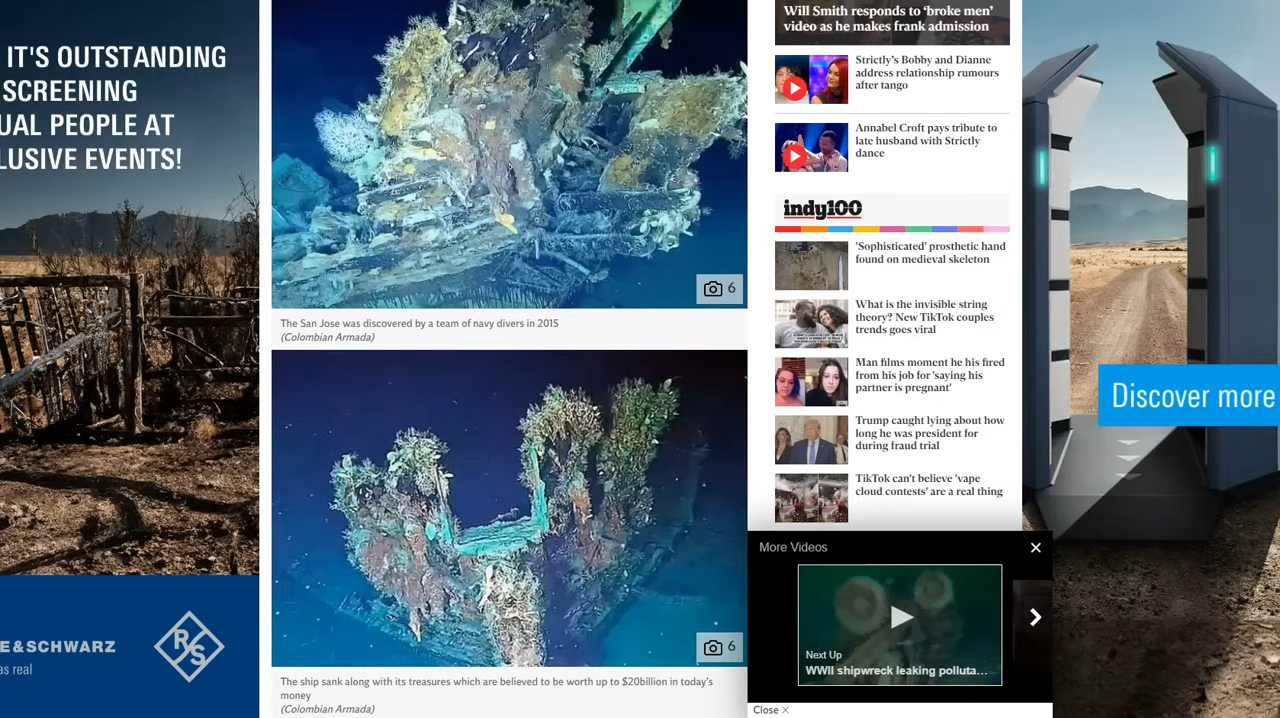 IT'S OUTSTANDING
SCREENING
UAL PEOPLE AT
LUSIVE EVENTS!
E&SCHWARZ
as real
R
S
6
The San Jose was discovered by a team of navy divers in 2015
(Colombian Armada)
6
The ship sank along with its treasures which are believed to be worth up to $20billion in today's
money
(Colombian Armada)
Will Smith responds to ‘broke men’
video as he makes frank admission
Strictly’s Bobby and Dianne
address relationship rumours
after tango
Annabel Croft pays tribute to
late husband with Strictly
dance
indy100
'Sophisticated' prosthetic hand
found on medieval skeleton
What is the invisible string
theory? New TikTok couples
trends goes viral
Man films moment he his fired
from his job for 'saying his
partner is pregnant'
Trump caught lying about how
long he was president for
during fraud trial
TikTok can't believe 'vape
cloud contests' are a real thing
More Videos
Next Up
WWII shipwreck leaking polluta...
Close ×
Discover more